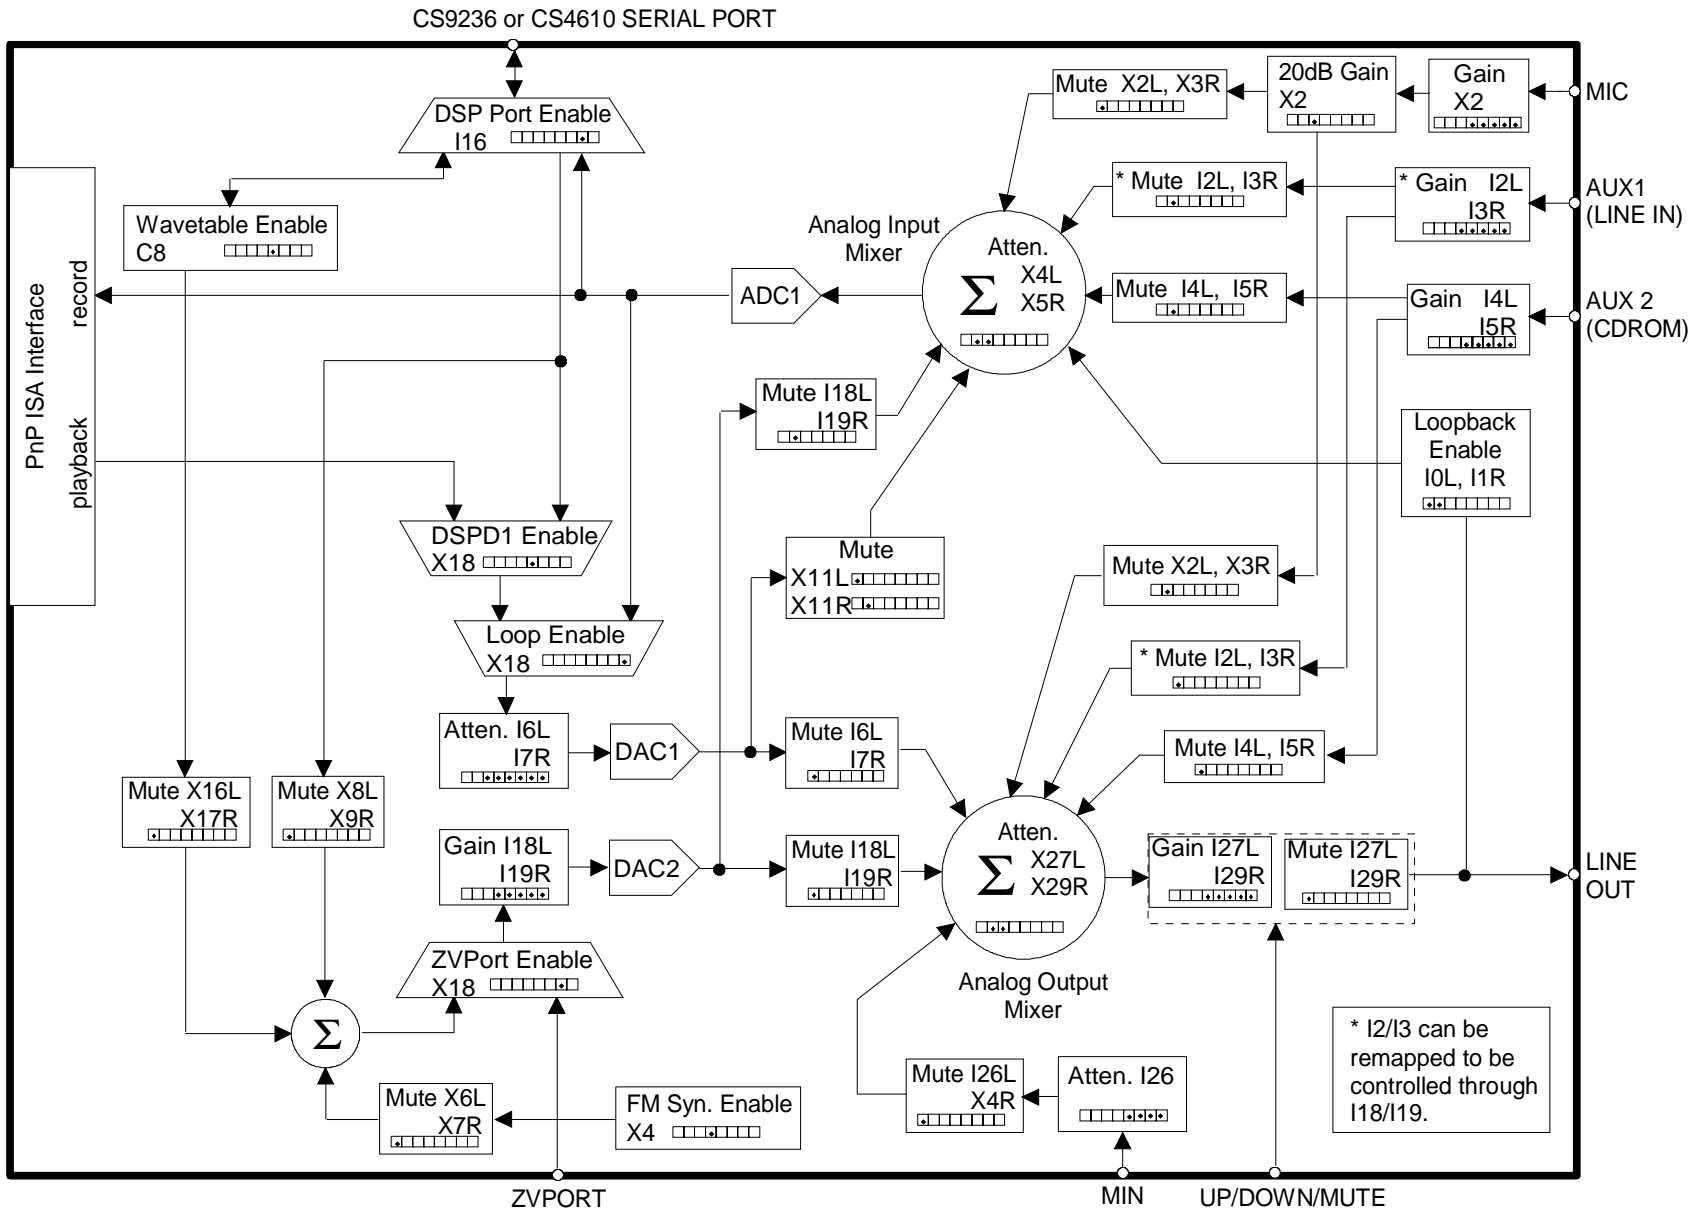 CS9236 or CS4610 SERIAL PORT
DSP Port Enable
I16
Mute X2L, X3R
20dB Gain
X2
Gain
X2
MIC
Wavetable Enable
C8
* Mute I2L, I3R
* Gain I2L
I3R
AUX1
(LINE IN)
Analog Input
Mixer
Atten.
Σ
X4L
X5R
PnP ISA Interface
record
playback
ADC1
Mute I4L, I5R
Gain I4L
I5R
AUX 2
(CDROM)
Mute I18L
I19R
Loopback
Enable
I0L, I1R
DSPD1 Enable
X18
Mute
X11L
X11R
Mute X2L, X3R
Loop Enable
X18
* Mute I2L, I3R
Atten. I6L
I7R
DAC1
Mute I6L
I7R
Mute I4L, I5R
Mute X16L
X17R
Mute X8L
X9R
Gain I18L
I19R
DAC2
Mute I18L
I19R
Atten.
Σ
X27L
X29R
Gain I27L
I29R
Mute I27L
I29R
LINE
OUT
ZVPort Enable
X18
Analog Output
Mixer
Σ
* I2/I3 can be
remapped to be
controlled through
I18/I19.
Mute X6L
X7R
FM Syn. Enable
X4
Mute I26L
X4R
Atten. I26
ZVPORT
MIN
UP/DOWN/MUTE